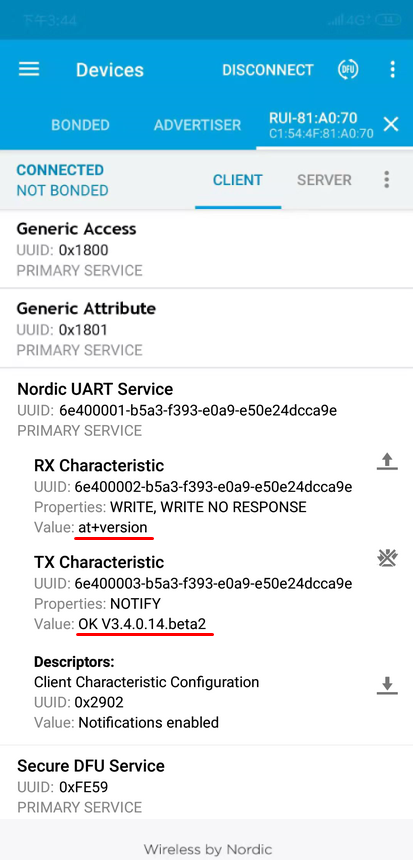 下午3:44
4G
14
Devices
DISCONNECT
DFU
BONDED
ADVERTISER
RUI-81:A0:70
C1:54:4F:81:A0:70
CONNECTED
NOT BONDED
CLIENT
SERVER
Generic Access
UUID: 0x1800
PRIMARY SERVICE
Generic Attribute
UUID: 0x1801
PRIMARY SERVICE
Nordic UART Service
UUID: 6e400001-b5a3-f393-e0a9-e50e24dcca9e
PRIMARY SERVICE
RX Characteristic
UUID: 6e400002-b5a3-f393-e0a9-e50e24dcca9e
Properties: WRITE, WRITE NO RESPONSE
Value: at+version
TX Characteristic
UUID: 6e400003-b5a3-f393-e0a9-e50e24dcca9e
Properties: NOTIFY
Value: OK V3.4.0.14.beta2
Descriptors:
Client Characteristic Configuration
UUID: 0x2902
Value: Notifications enabled
Secure DFU Service
UUID: 0xFE59
PRIMARY SERVICE
Wireless by Nordic